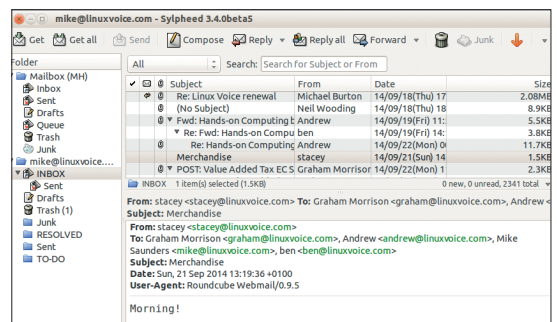 mike@linuxvoice.com - Sylpheed 3.4.0beta5
Get Get all Send Compose Reply Reply all Forward Junk
Folder
Mailbox (MH)
Inbox
Sent
Drafts
Queue
Trash
Junk
mike@linuxvoice....
INBOX
Sent
Drafts
Trash (1)
Junk
RESOLVED
Sent
TO-DO
All Search: Search for Subject or From
Subject From Date Size
Re: Linux Voice renewal Michael Burton 14/09/18(Thu) 17 2.08MB
(No Subject) Neil Wooding 14/09/18(Thu) 18 8.9K
Fwd: Hands-on Computing b Andrew 14/09/19(Fri) 11: 5.5KB
Re: Fwd: Hands-on Compu ben 14/09/19(Fri) 14: 3.8KB
Re: Hands-on Computing Andrew 14/09/22(Mon) 0 11.7KB
Merchandise stacey 14/09/21(Sun) 14 1.5KB
POST: Value Added Tax EC S Graham Morrison 14/09/22(Mon) 1 2.3KB
INBOX 1 item(s) selected (1.5KB) 0 new, 0 unread, 2341 total
From: stacey <stacey@linuxvoice.com> To: Graham Morrison <graham@linuxvoice.com>, Andrew <
Subject: Merchandise
From: stacey <stacey@linuxvoice.com>
To: Graham Morrison <graham@linuxvoice.com>, Andrew <andrew@linuxvoice.com>, Mike
Saunders <mike@linuxvoice.com>, ben <ben@linuxvoice.com>
Subject: Merchandise
Date: Sun, 21 Sep 2014 13:19:36 +0100
User-Agent: Roundcube Webmail/0.9.5
Morning!